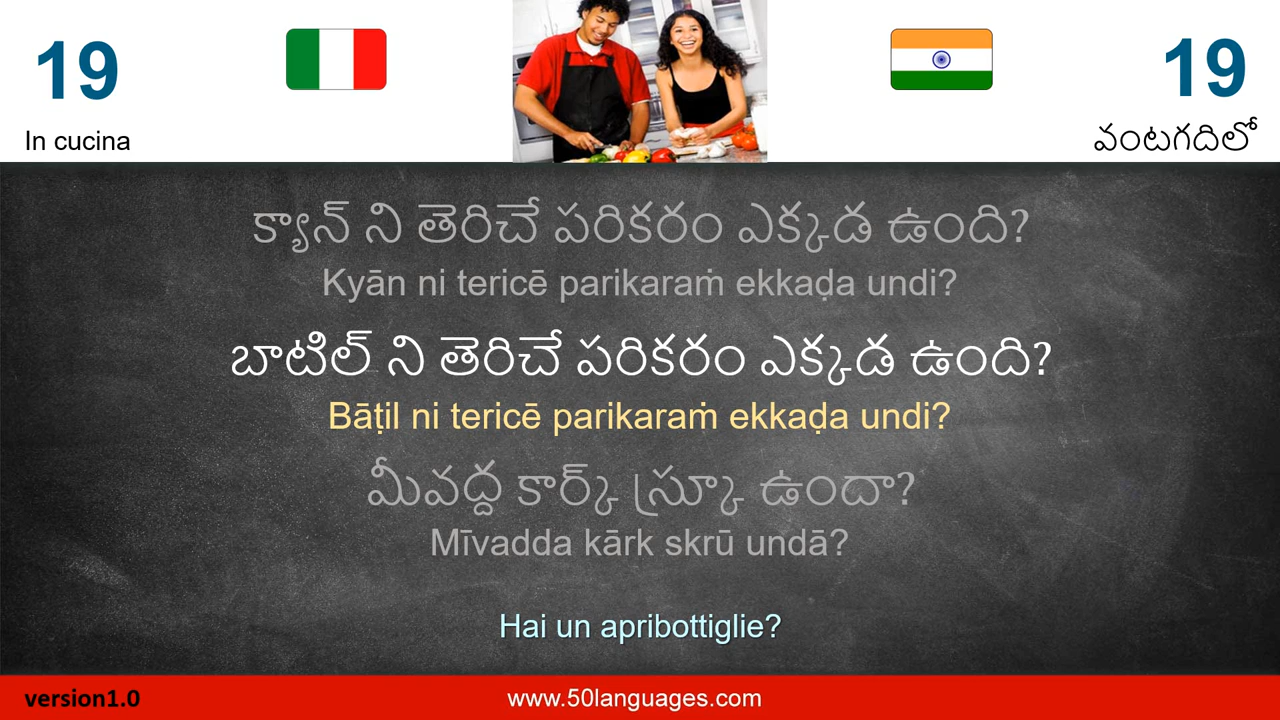 19
19
In cucina
వంటగదిలో
క్యాన్ ని తెరిచే పరికరం ఎక్కడ ఉంది?
Kyān ni tericē parikaraṁ ekkaḍa undi?
బాటిల్ ని తెరిచే పరికరం ఎక్కడ ఉంది?
Bāṭil ni tericē parikaraṁ ekkaḍa undi?
మీవద్ద కార్క్ స్క్రూ ఉందా?
Mīvadda kārk skrū undā?
Hai un apribottiglie?
version1.0
www.50languages.com